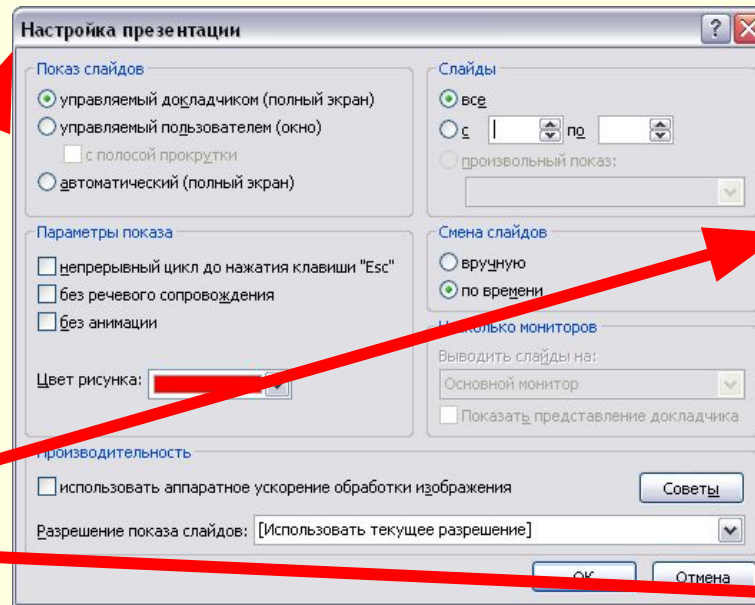 Настройка презентации
Показ слайдов
управляемый докладчиком (полный экран)
управляемый пользователем (окно)
с полосой прокрутки
автоматический (полный экран)
Слайды
все
с по
произвольный показ:
Параметры показа
непрерывный цикл до нажатия клавиши "Esc"
без речевого сопровождения
без анимации
Цвет рисунка:
Смена слайдов
вручную
по времени
Несколько мониторов
Выводить слайды на:
Основной монитор
Показать представление докладчика
Производительность
использовать аппаратное ускорение обработки изображения
Советы
Разрешение показа слайдов: [Использовать текущее разрешение]
ОК Отмена